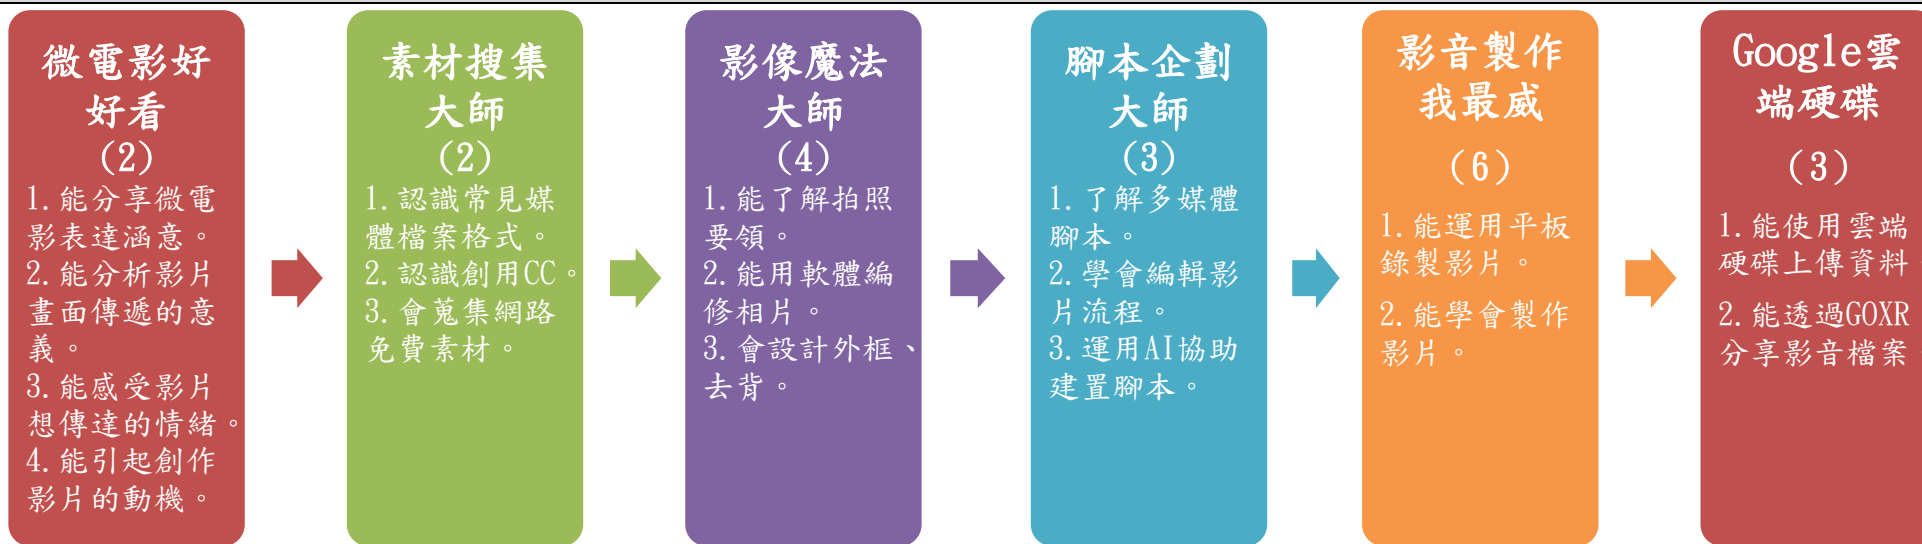 微電影好
好看
(2)
1.能分享微電
影表達涵意。
2.能分析影片
畫面傳遞的意
義。
3.能感受影片
想傳達的情緒。
4.能引起創作
影片的動機。
素材搜集
大師
(2)
1.認識常見媒
體檔案格式。
2.認識創用CC。
3.會蒐集網路
免費素材。
影像魔法
大師
(4)
1.能了解拍照
要領。
2.能用軟體編
修相片。
3.會設計外框、
去背。
腳本企劃
大師
(3)
1.了解多媒體
腳本。
2.學會編輯影
片流程。
3.運用AI協助
建置腳本。
影音製作
我最威
(6)
1.能運用平板
錄製影片。
2.能學會製作
影片。
Google雲
端硬碟
(3)
1.能使用雲端
硬碟上傳資料
2.能透過GOXR
分享影音檔案